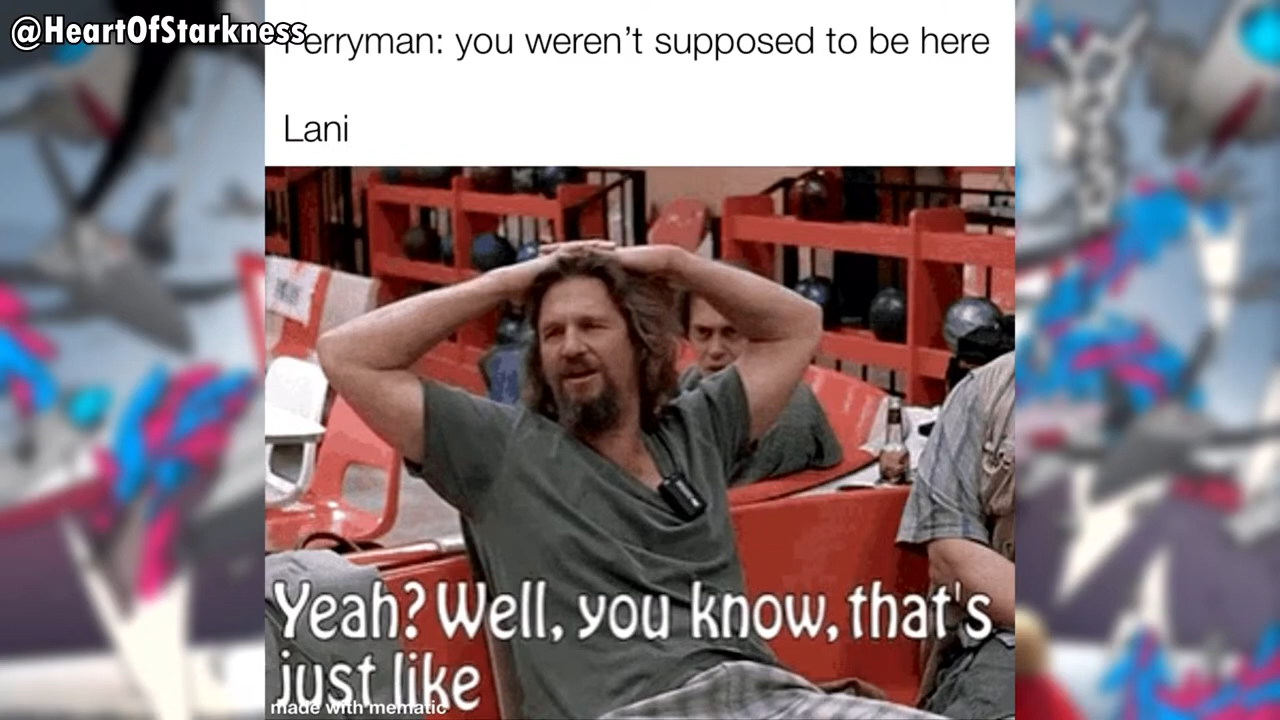 @HeartOfStarkness
erryman: you weren't supposed to be here
Lani
Yeah? Well, you know, that's
just like
made with mematic